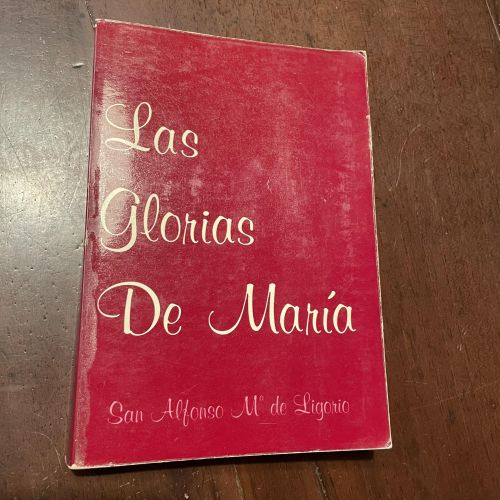 Las
Glorias
De María
San Alfonso Mª de Ligorio